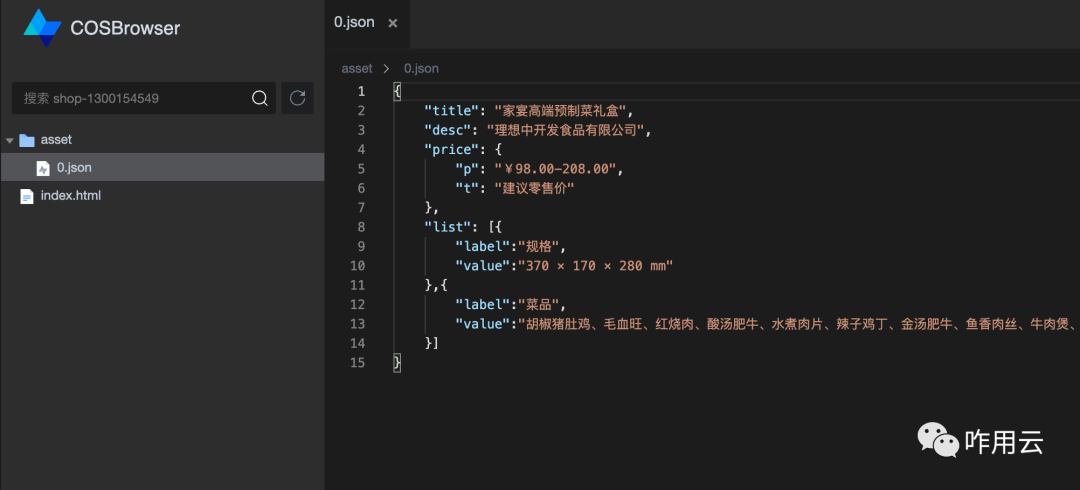 COSBrowser
搜索 shop-1300154549
asset
0.json
index.html
0.json ×
asset > 0.json
1 {
2 "title": "家宴高端预制菜礼盒",
3 "desc": "理想中开发食品有限公司",
4 "price": {
5 "p": "￥98.00-208.00",
6 "t": "建议零售价"
7 },
8 "list": [{
9 "label":"规格",
10 "value":"370 × 170 × 280 mm"
11 },{
12 "label":"菜品",
13 "value":"胡椒猪肚鸡、毛血旺、红烧肉、酸汤肥牛、水煮肉片、辣子鸡丁、金汤肥牛、鱼香肉丝、牛肉煲、
14 }]
15 }
咋用云